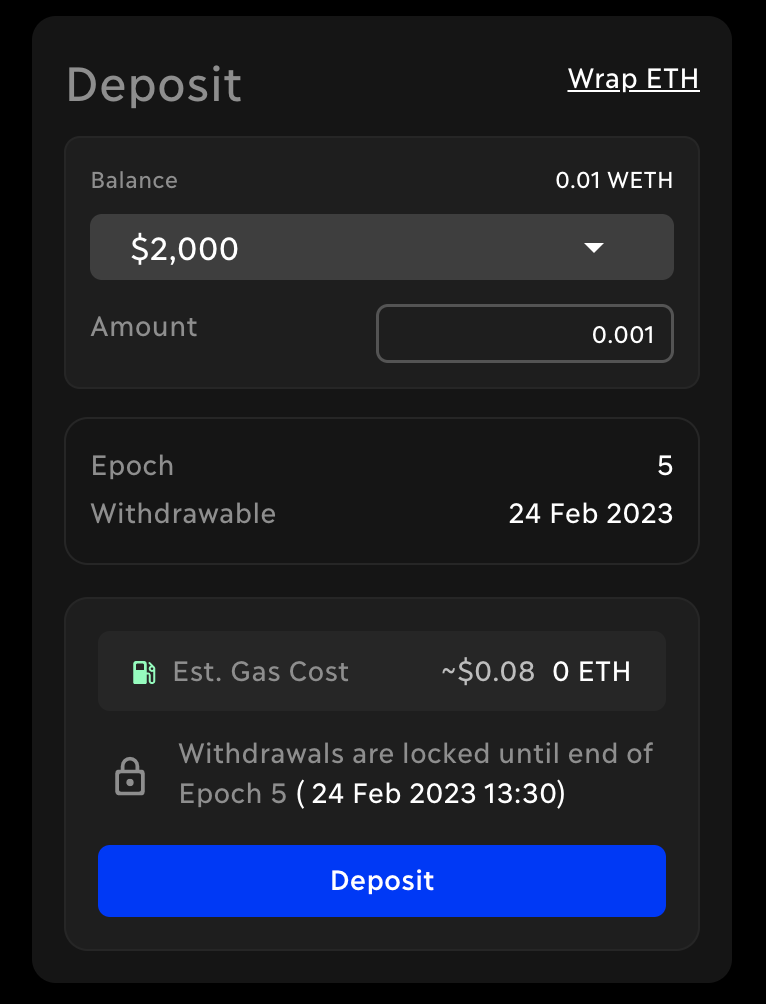 Deposit Wrap ETH
Balance 0.01 WETH
$2,000
Amount 0.001
Epoch 5
Withdrawable 24 Feb 2023
Est. Gas Cost ~$0.08 0 ETH
Withdrawals are locked until end of
Epoch 5 ( 24 Feb 2023 13:30)
Deposit